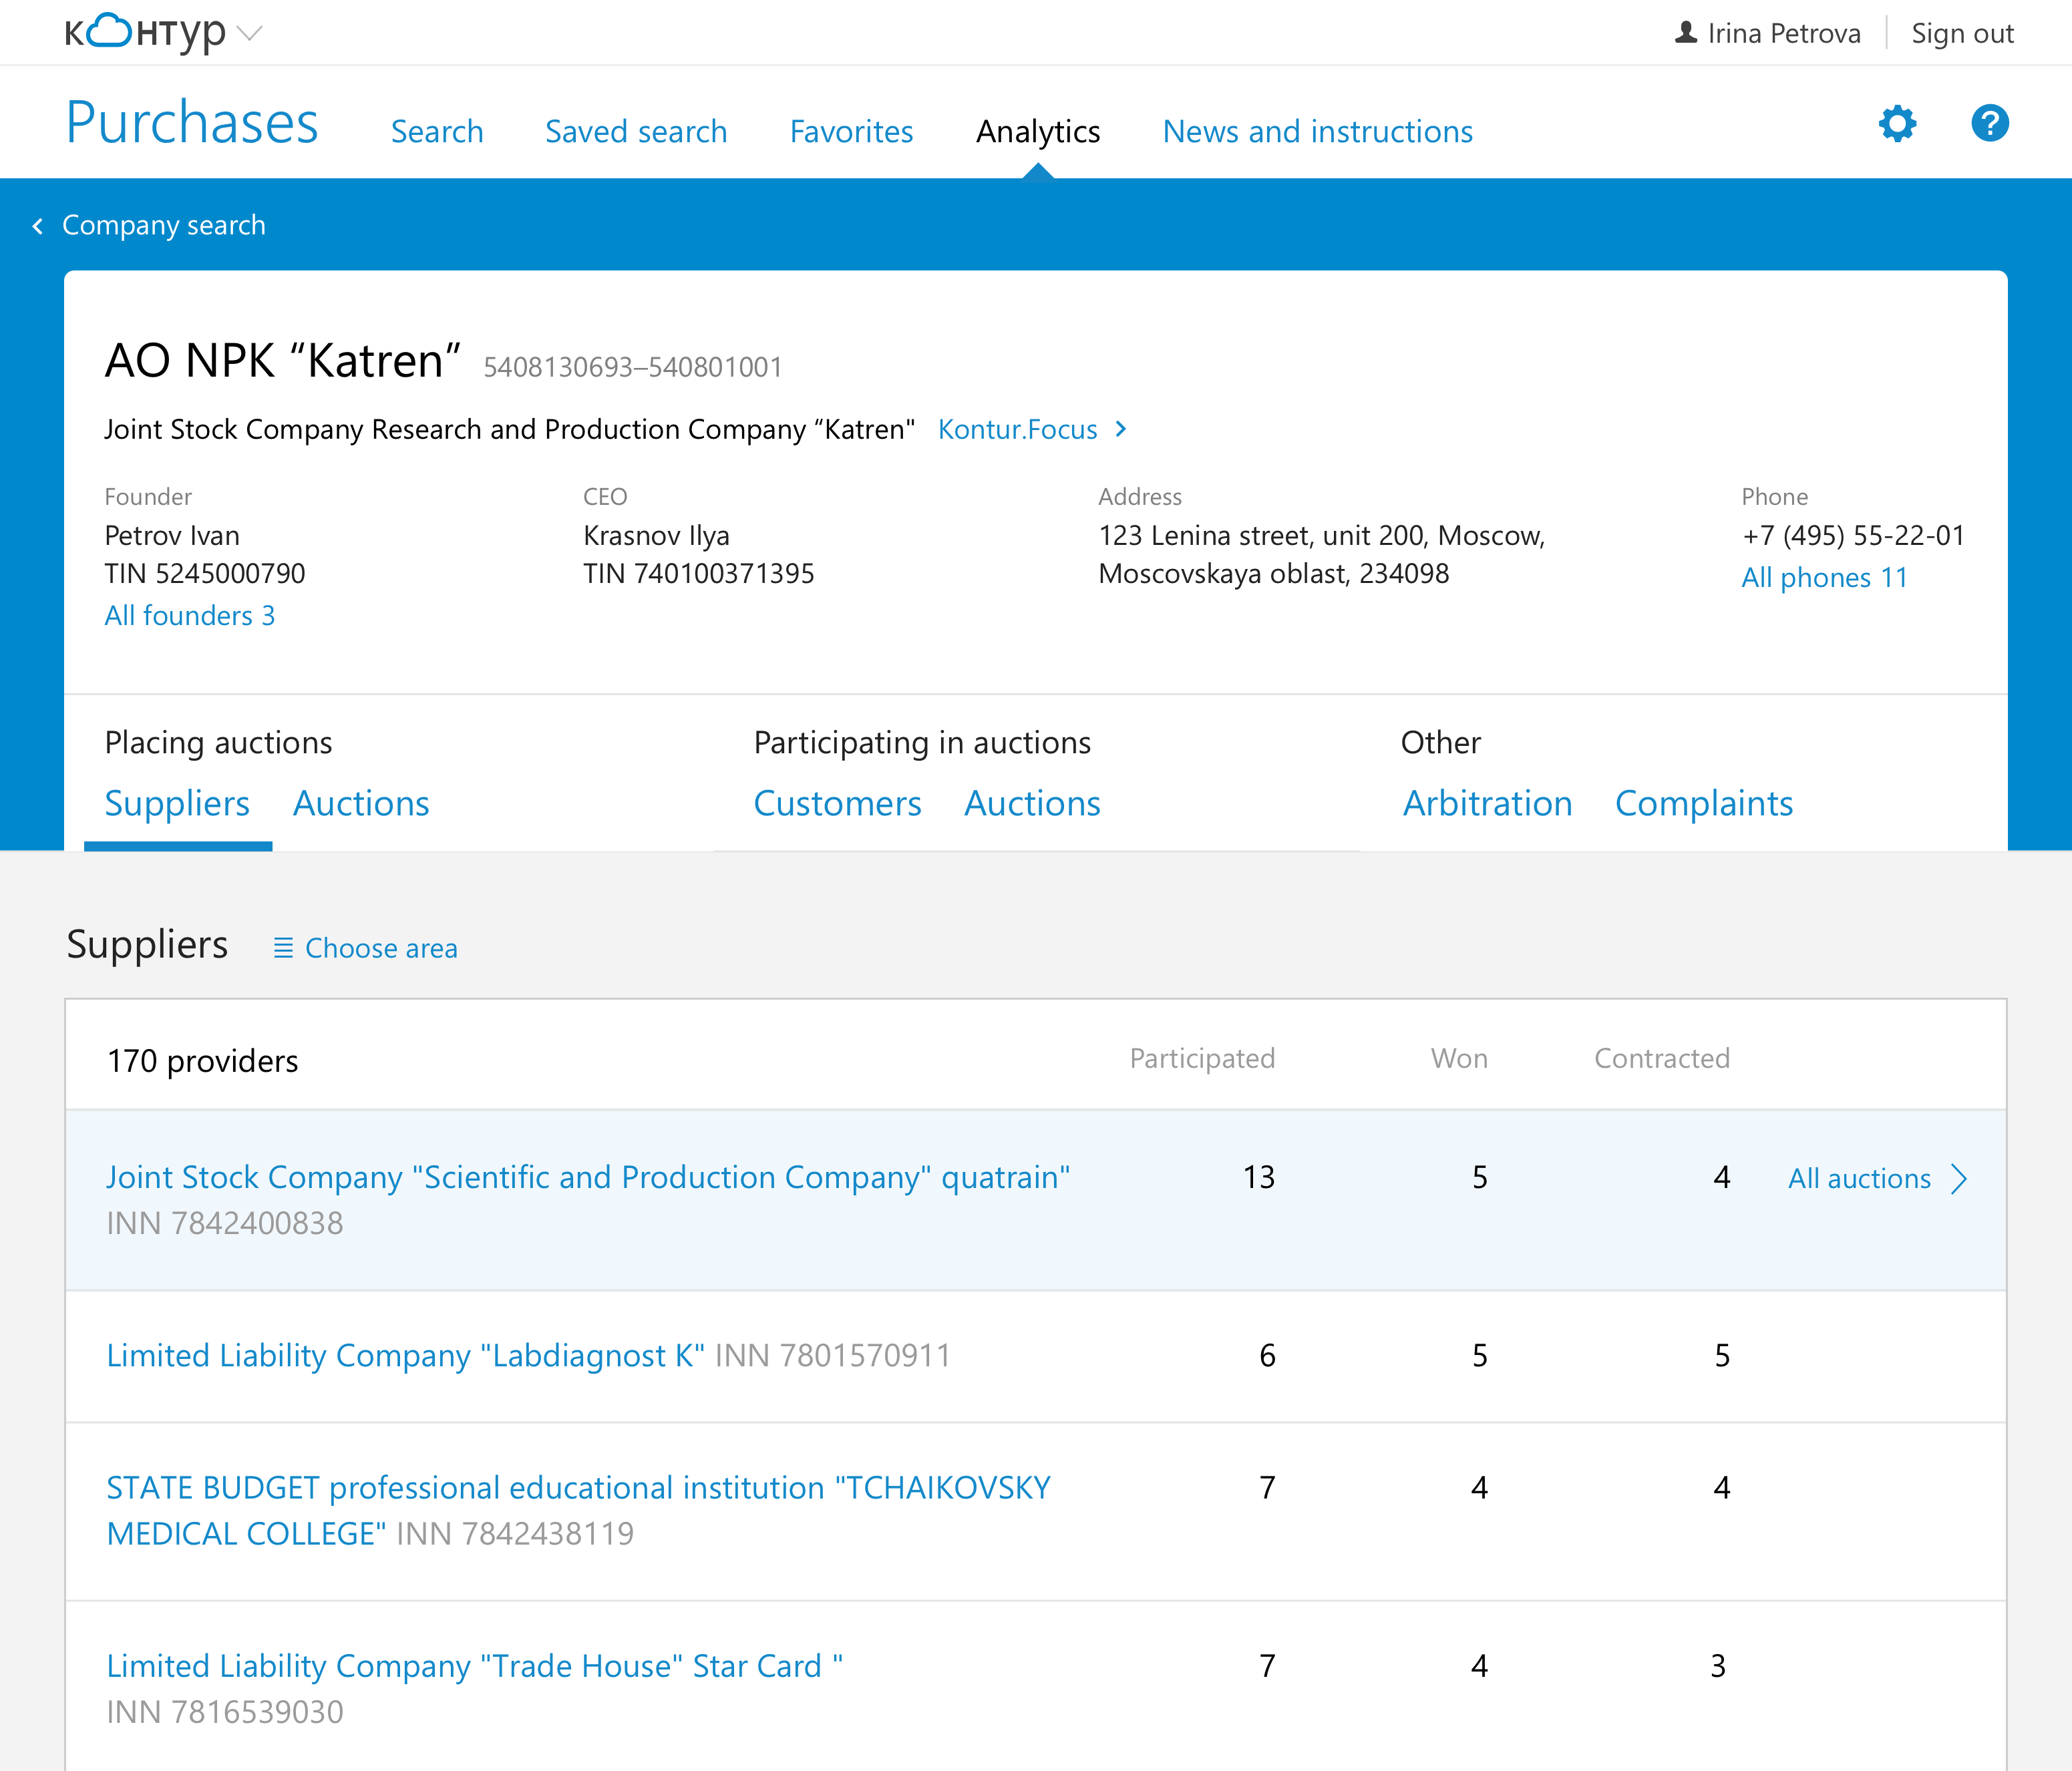 контур
Irina Petrova
Sign out
Purchases
Search
Saved search
Favorites
Analytics
News and instructions
?
Company search
AO NPK “Katren”
5408130693–540801001
Joint Stock Company Research and Production Company “Katren"
Kontur.Focus
Founder
Petrov Ivan
TIN 5245000790
All founders 3
CEO
Krasnov Ilya
TIN 740100371395
Address
123 Lenina street, unit 200, Moscow,
Moscovskaya oblast, 234098
Phone
+7 (495) 55-22-01
All phones 11
Placing auctions
Suppliers
Auctions
Participating in auctions
Customers
Auctions
Other
Arbitration
Complaints
Suppliers
Choose area
170 providers
Participated
Won
Contracted
Joint Stock Company "Scientific and Production Company" quatrain"
INN 7842400838
13
5
4
All auctions
Limited Liability Company "Labdiagnost K" INN 7801570911
6
5
5
STATE BUDGET professional educational institution "TCHAIKOVSKY
MEDICAL COLLEGE" INN 7842438119
7
4
4
Limited Liability Company "Trade House" Star Card "
INN 7816539030
7
4
3